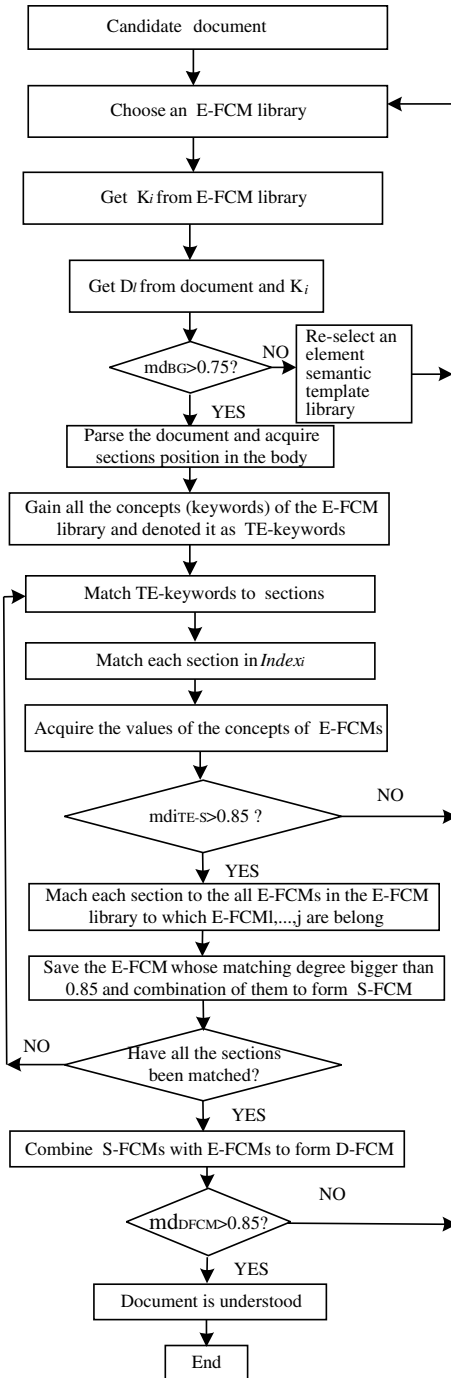 Candidate document
Choose an E-FCM library
Get Ki from E-FCM library
Get Dl from document and Ki
mdBG>0.75?
NO
Re-select an
element
semantic
template
library
YES
Parse the document and acquire
sections position in the body
Gain all the concepts (keywords) of the E-FCM
library and denoted it as TE-keywords
Match TE-keywords to sections
Match each section in Indexi
Acquire the values of the concepts of E-FCMs
NO
mdiTE-S>0.85 ?
YES
Mach each section to the all E-FCMs in the E-FCM
library to which E-FCM1,...,j are belong
Save the E-FCM whose matching degree bigger than
0.85 and combination of them to form S-FCM
NO
Have all the sections
been matched?
YES
Combine S-FCMs with E-FCMs to form D-FCM
NO
mdDFCM>0.85?
YES
Document is understood
End